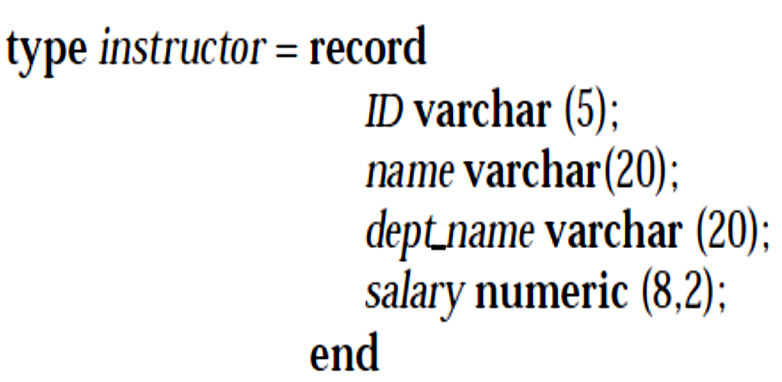 type instructor = record
ID varchar (5);
name varchar(20);
dept_name varchar (20);
salary numeric (8,2);
end